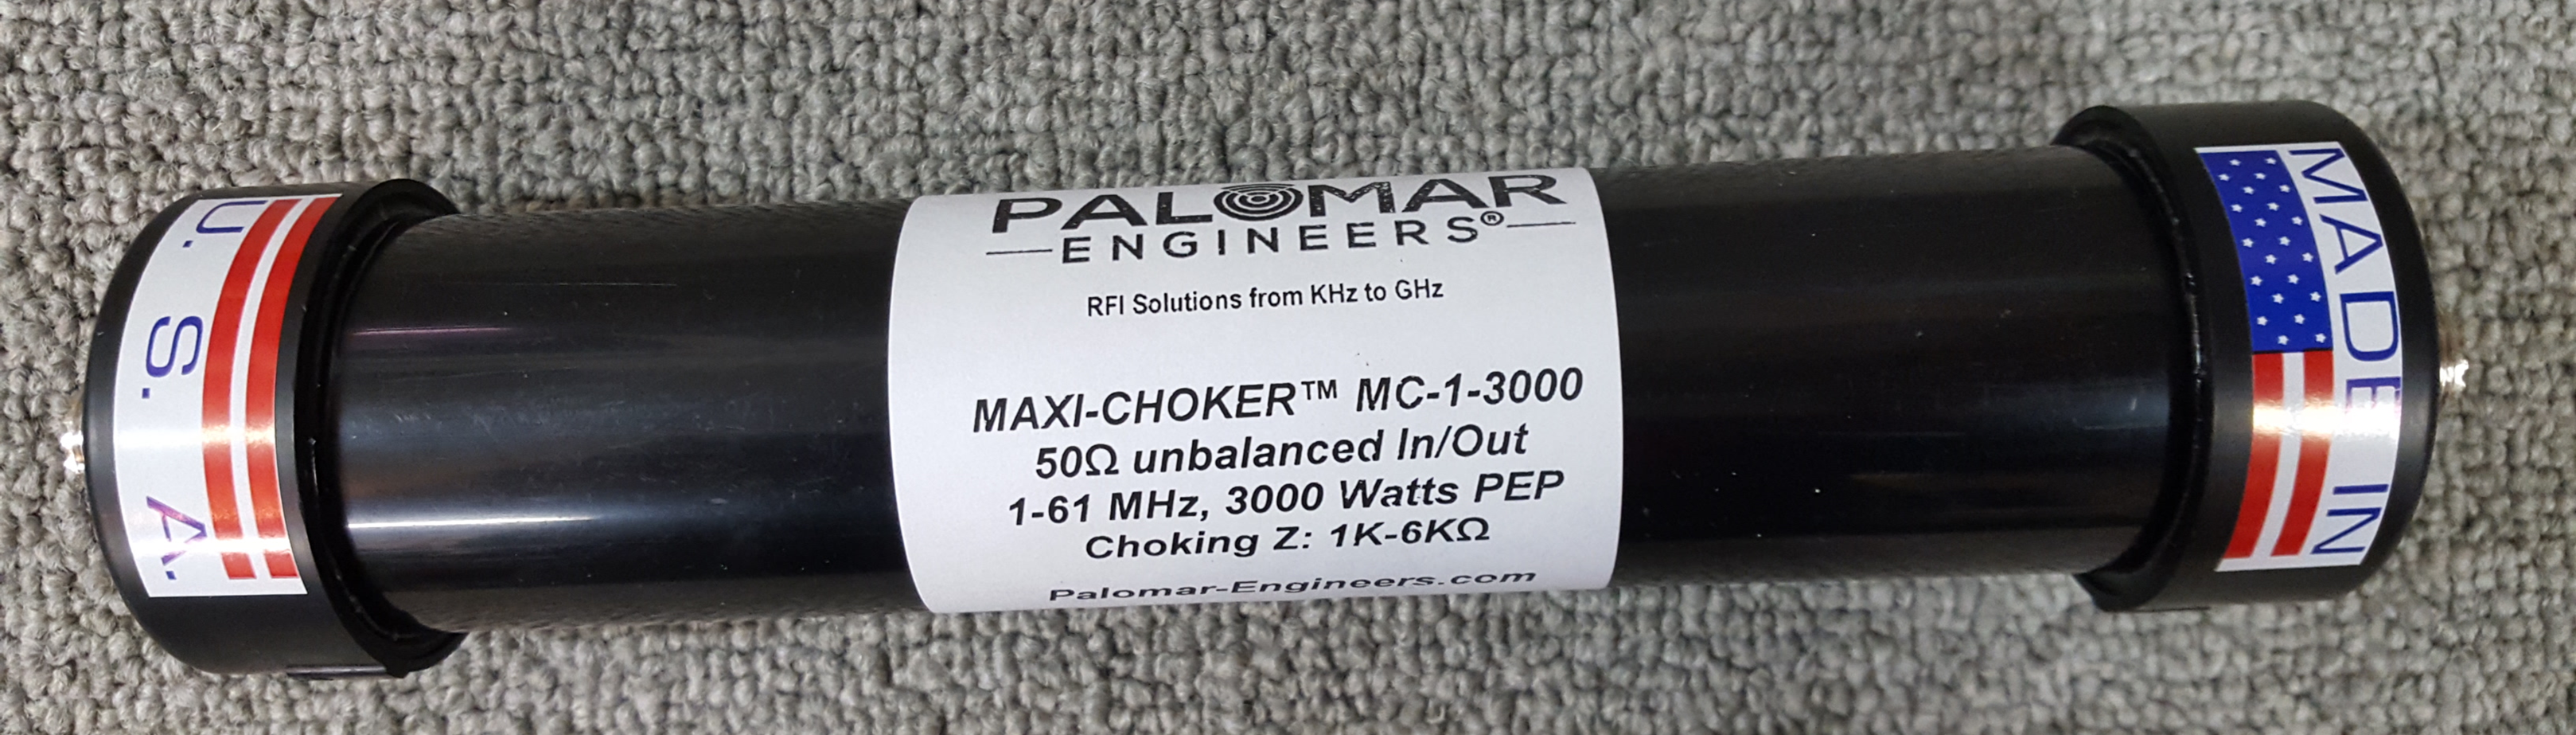 PALOMAR
ENGINEERS®
RFI Solutions from KHz to GHz
MAXI-CHOKER™ MC-1-3000
50Ω unbalanced In/Out
1-61 MHz, 3000 Watts PEP
Choking Z: 1K-6KΩ
Palomar-Engineers.com
MADE IN
U. S. A.